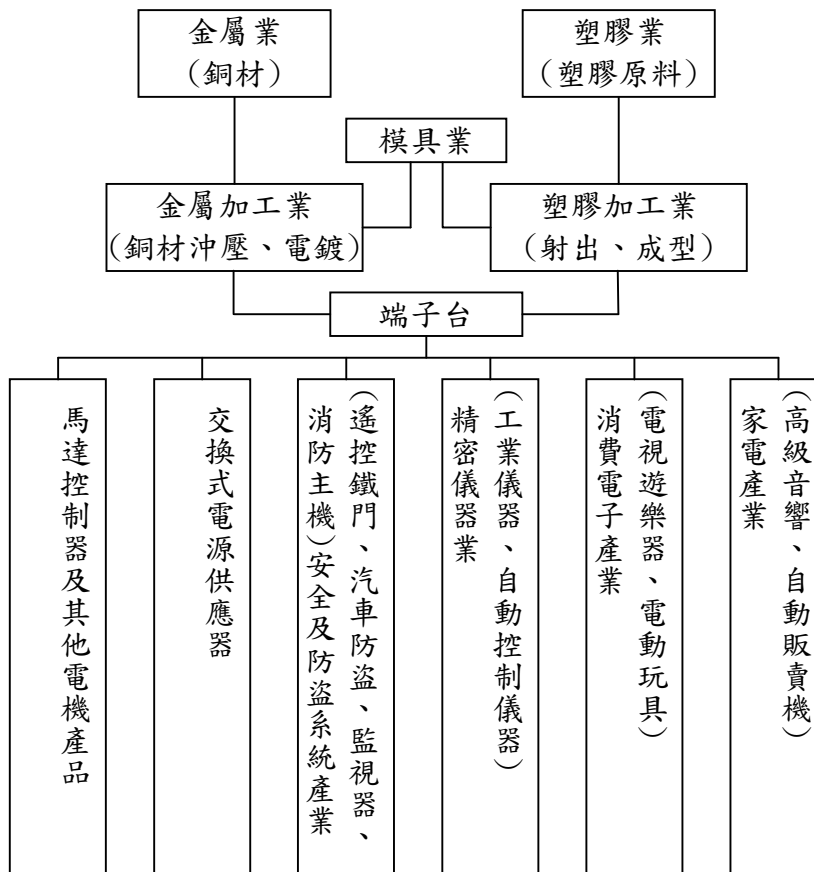 金屬業
(銅材)
塑膠業
(塑膠原料)
模具業
金屬加工業
(銅材沖壓、電鍍)
塑膠加工業
(射出、成型)
端子台
馬達控制器及其他電機產品
交換式電源供應器
(遙控鐵門、汽車防盜、監視器、
消防主機)安全及防盜系統產業
(工業儀器、自動控制儀器)
精密儀器業
(電視遊樂器、電動玩具)
消費電子產業
(高級音響、自動販賣機)
家電產業